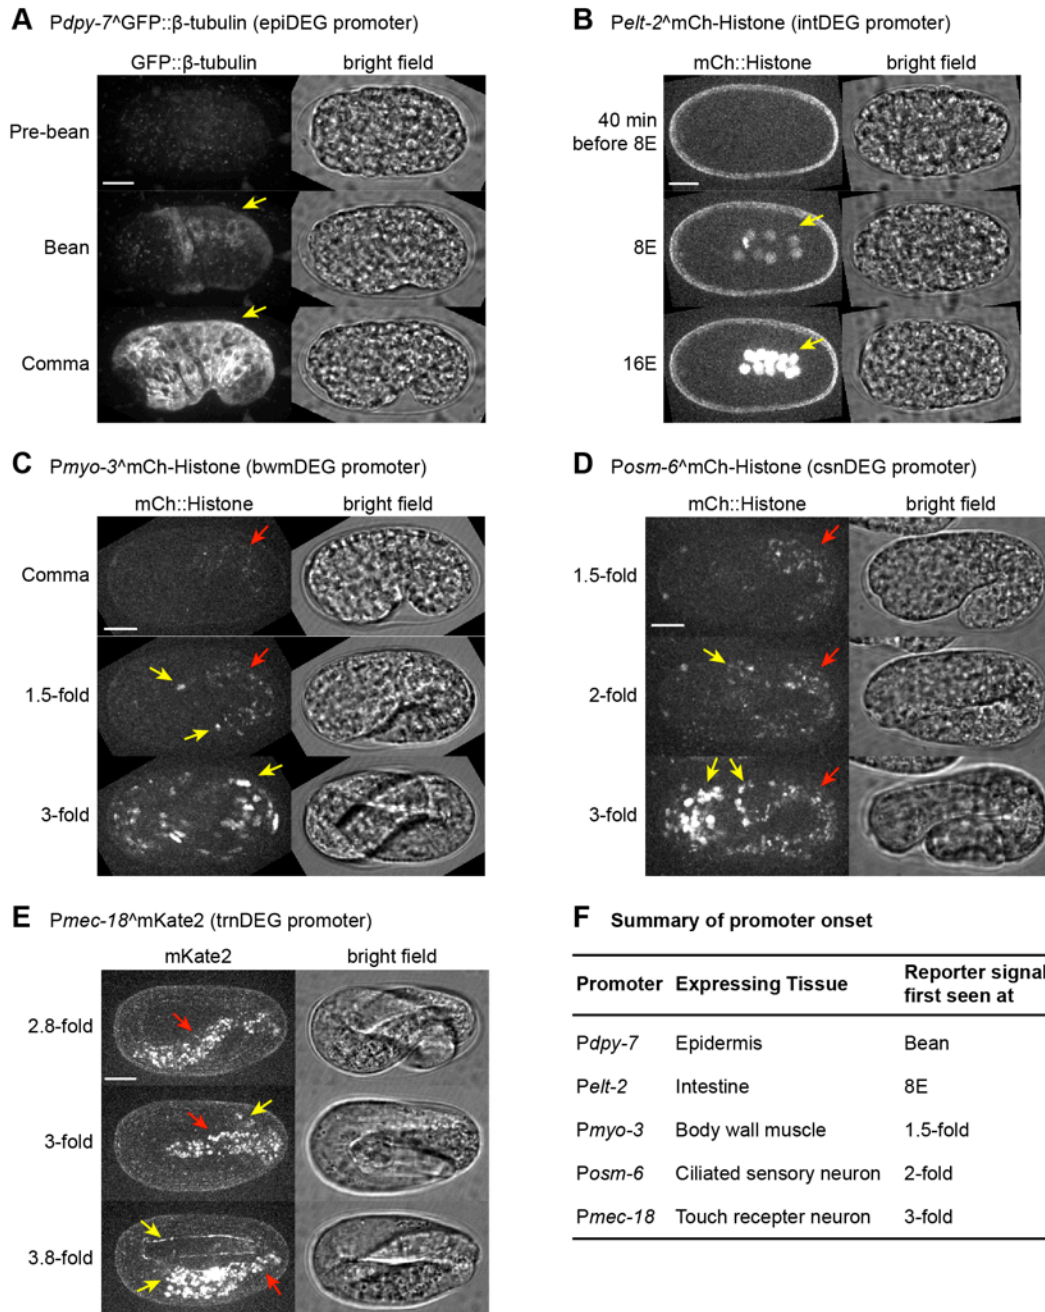 A Pdpy-7^GFP::β-tubulin (epiDEG promoter)
GFP::β-tubulin bright field
Pre-bean
Bean
Comma
B Pelt-2^mCh-Histone (intDEG promoter)
mCh::Histone bright field
40 min
before 8E
8E
16E
C Pmyo-3^mCh-Histone (bwmDEG promoter)
mCh::Histone bright field
Comma
1.5-fold
3-fold
D Posm-6^mCh-Histone (csnDEG promoter)
mCh::Histone bright field
1.5-fold
2-fold
3-fold
E Pmec-18^mKate2 (trnDEG promoter)
mKate2 bright field
2.8-fold
3-fold
3.8-fold
F Summary of promoter onset
Promoter Expressing Tissue Reporter signal
first seen at
Pdpy-7 Epidermis Bean
Pelt-2 Intestine 8E
Pmyo-3 Body wall muscle 1.5-fold
Posm-6 Ciliated sensory neuron 2-fold
Pmec-18 Touch recepter neuron 3-fold